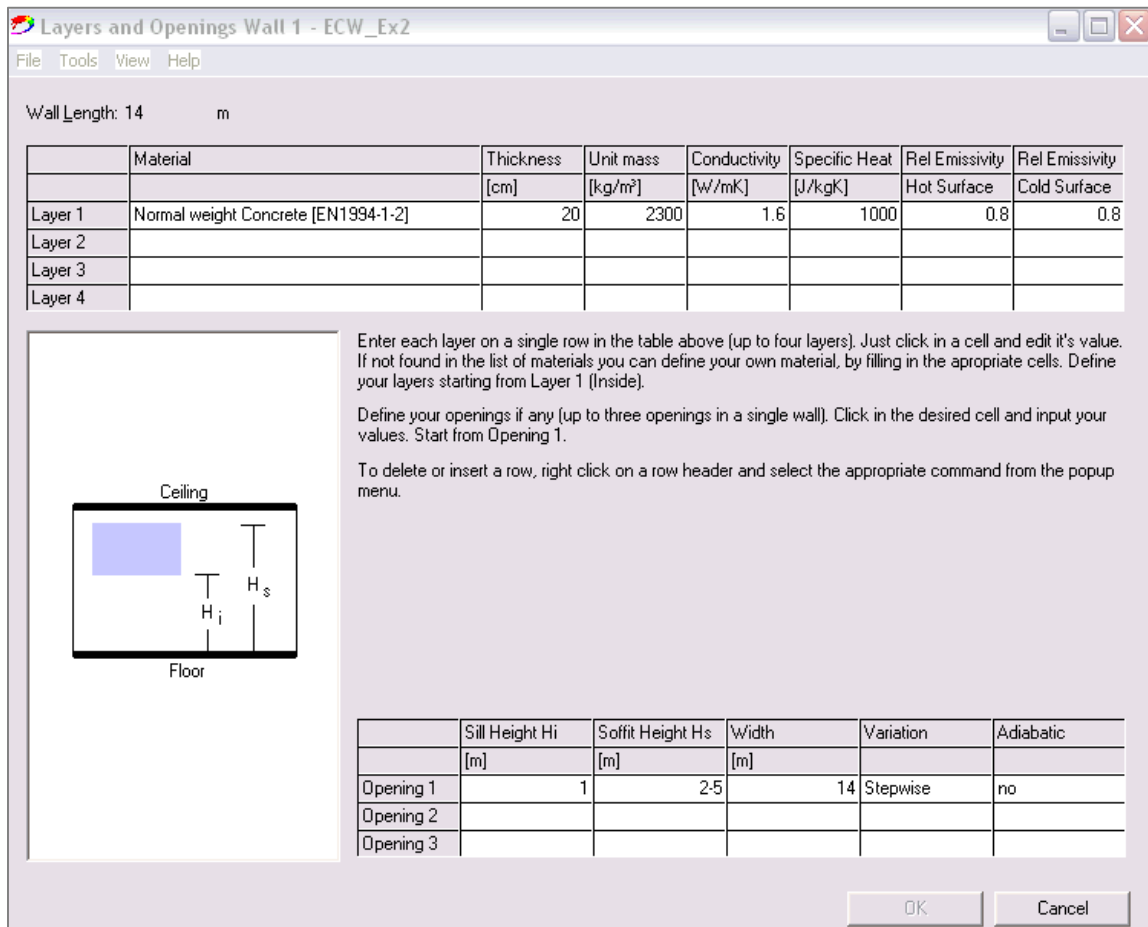 Layers and Openings Wall 1 - ECW_Ex2
File Tools View Help
Wall Length: 14 m
Material Thickness Unit mass Conductivity Specific Heat Rel Emissivity Rel Emissivity
[cm] [kg/m³] [W/mK] [J/kgK] Hot Surface Cold Surface
Layer 1 Normal weight Concrete [EN1994-1-2] 20 2300 1.6 1000 0.8 0.8
Layer 2
Layer 3
Layer 4
Enter each layer on a single row in the table above (up to four layers). Just click in a cell and edit it's value.
If not found in the list of materials you can define your own material, by filling in the apropriate cells. Define
your layers starting from Layer 1 (Inside).
Define your openings if any (up to three openings in a single wall). Click in the desired cell and input your
values. Start from Opening 1.
To delete or insert a row, right click on a row header and select the appropriate command from the popup
menu.
Ceiling
H s
H i
Floor
Sill Height Hi Soffit Height Hs Width Variation Adiabatic
[m] [m] [m]
Opening 1 1 2-5 14 Stepwise no
Opening 2
Opening 3
OK Cancel